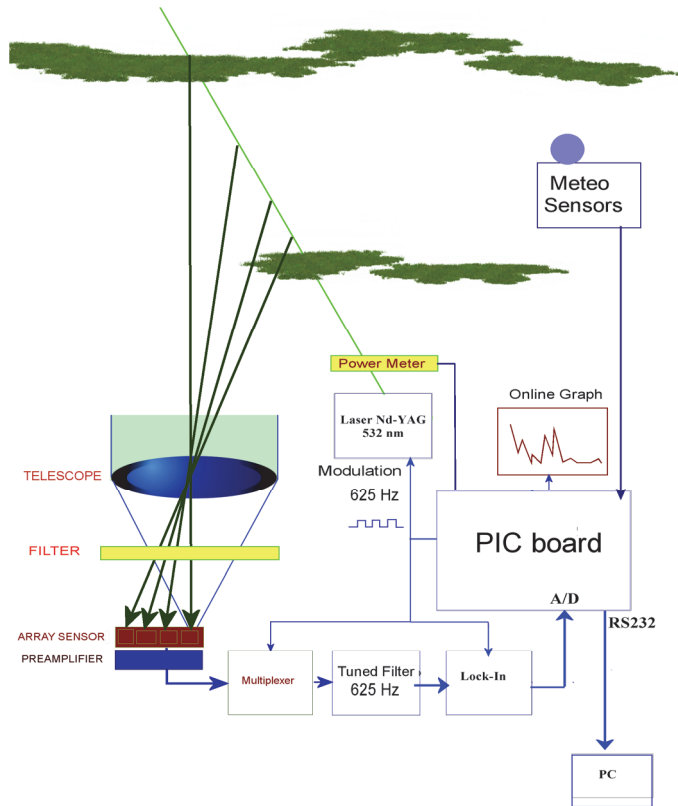 Meteo
Sensors
Power Meter
Online Graph
Laser Nd-YAG
532 nm
Modulation
625 Hz
TELESCOPE
PIC board
FILTER
A/D
RS232
ARRAY SENSOR
PREAMPLIFIER
Multiplexer
Tuned Filter
625 Hz
Lock-In
PC